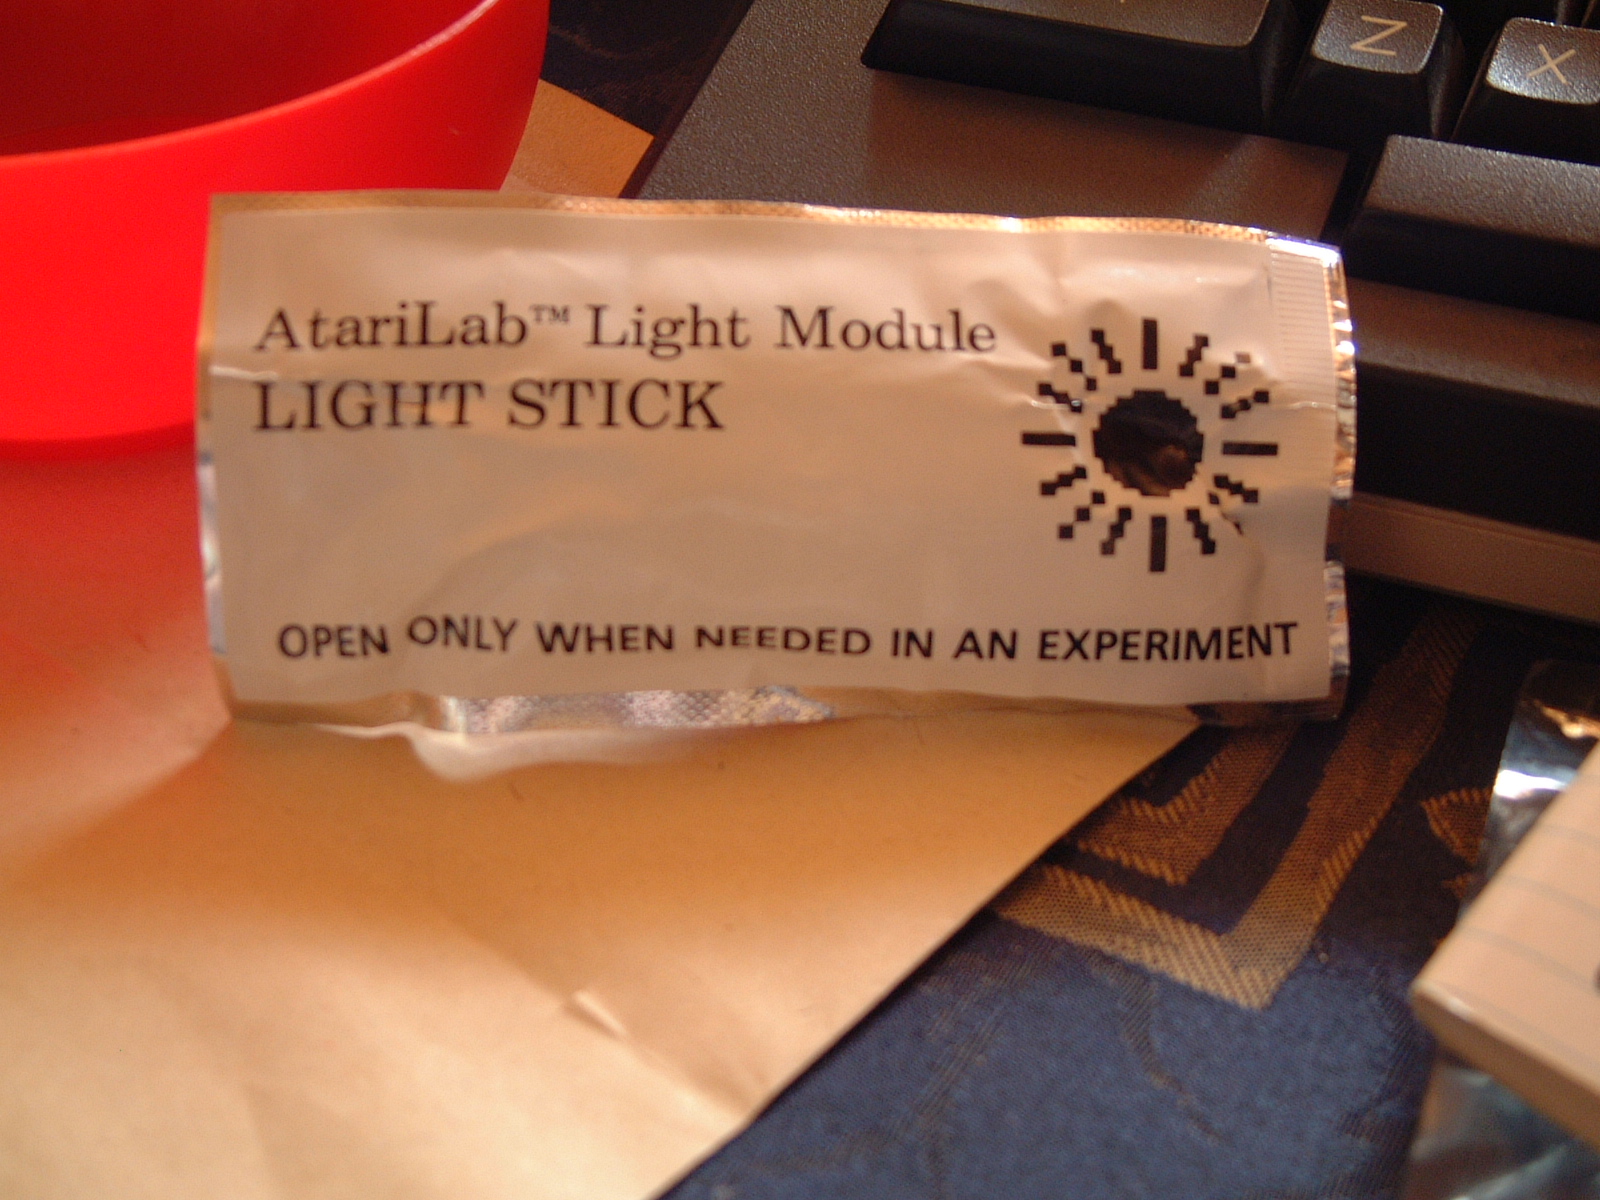 Z
X
AtariLab™ Light Module
LIGHT STICK
OPEN ONLY WHEN NEEDED IN AN EXPERIMENT